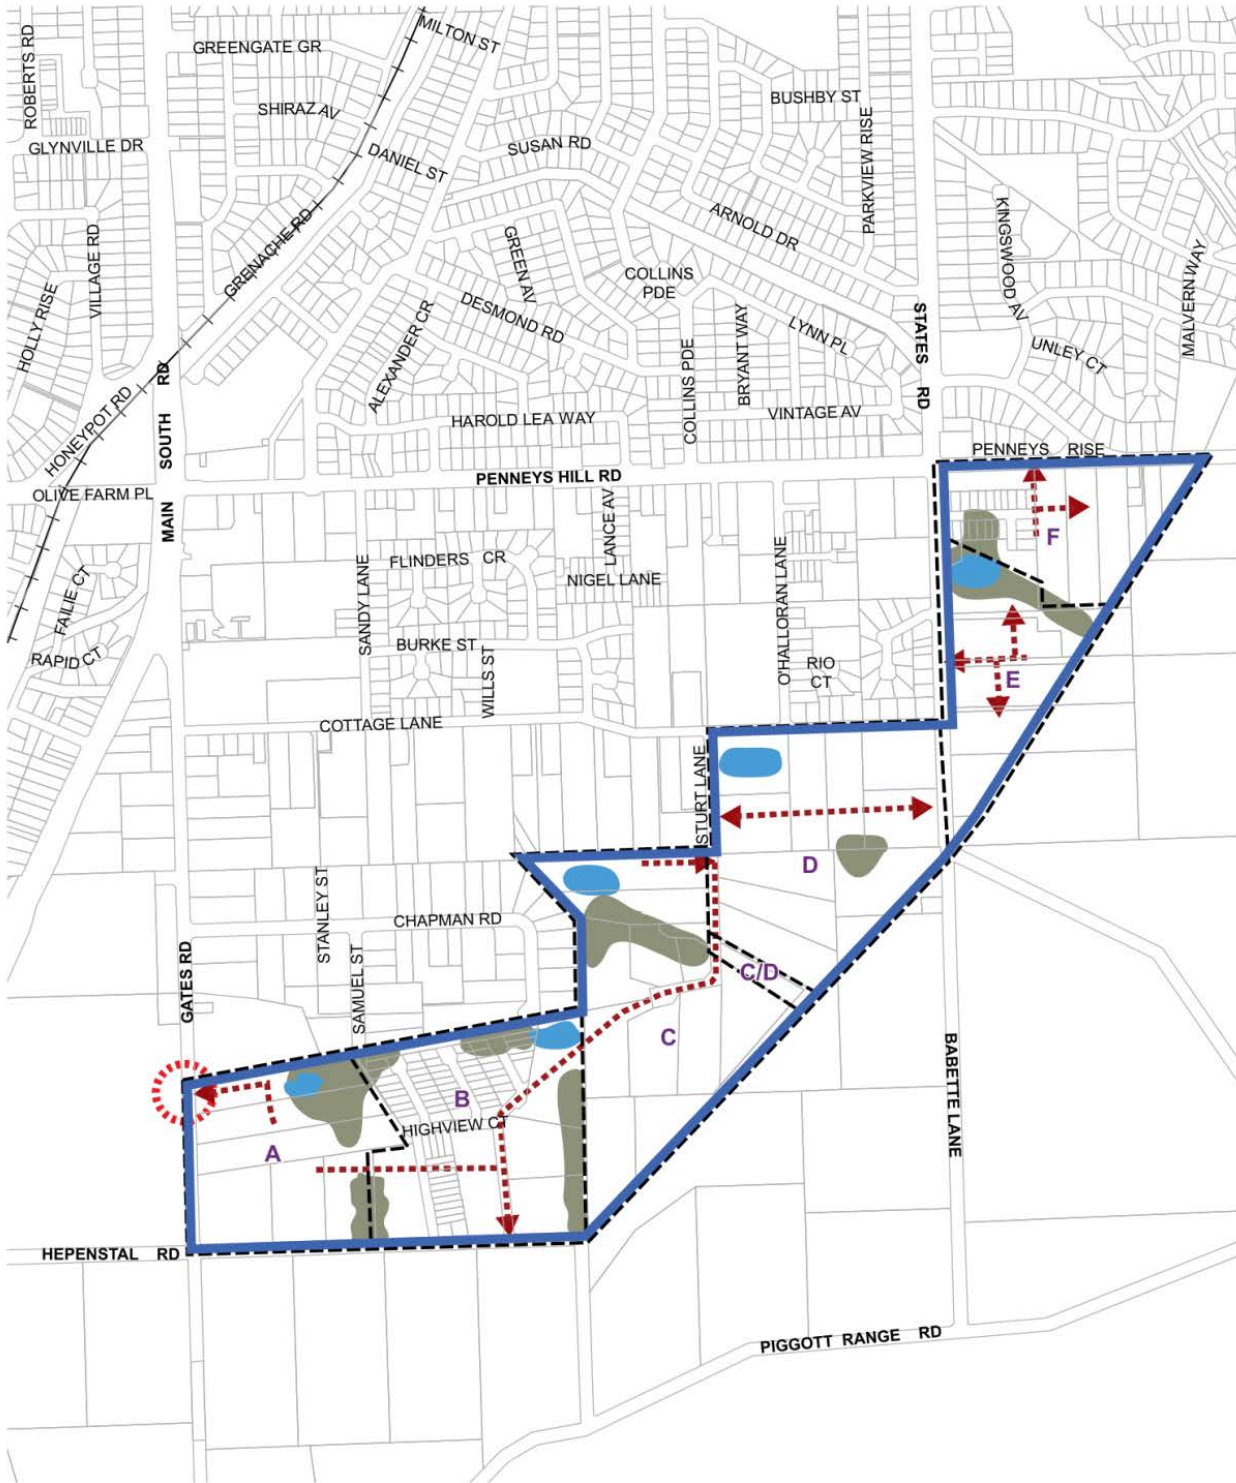 MILTON ST
ROBERTS RD
GREENGATE GR
SHIRAZ AV
BUSHBY ST
PARKVIEW RISE
GLYNVILLE DR
DANIEL ST
SUSAN RD
ARNOLD DR
KINGSWOOD AV
VILLAGE RD
GRENACHE RD
GREEN AV
COLLINS
PDE
MALVERN WAY
HOLLY RISE
DESMOND RD
ALEXANDER CR
LYNN PL
STATES RD
UNLEY CT
BRYANT WAY
COLLINS PDE
HONEYPOT RD
MAIN SOUTH RD
HAROLD LEA WAY
VINTAGE AV
PENNEYS RISE
PENNEYS HILL RD
OLIVE FARM PL
LANCE AV
F
FLINDERS CR
NIGEL LANE
O'HALLORAN LANE
SANDY LANE
FAILIE CT
BURKE ST
RAPID CT
WILLS ST
RIO
CT
E
COTTAGE LANE
STURT LANE
D
STANLEY ST
CHAPMAN RD
SAMUEL ST
GATES RD
C/D
C
BABETTE LANE
B
HIGHVIEW CT
A
HEPENSTAL RD
PIGGOTT RANGE RD